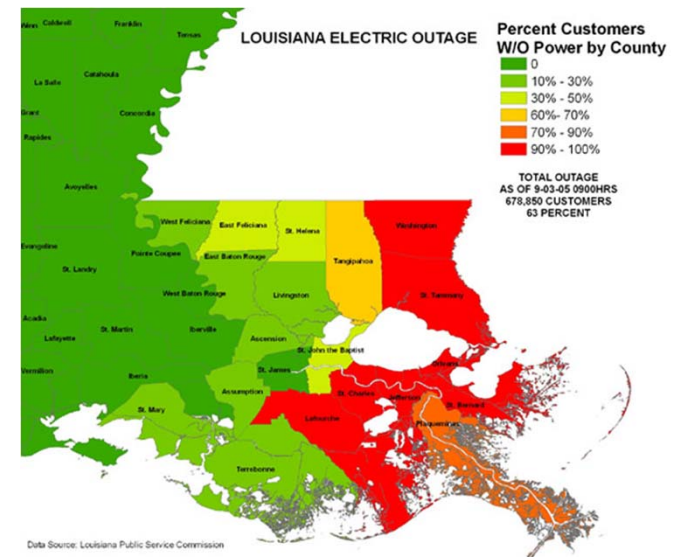 LOUISIANA ELECTRIC OUTAGE
Percent Customers
W/O Power by County
0
10% - 30%
30% - 50%
60%- 70%
70% - 90%
90% - 100%
TOTAL OUTAGE
AS OF 9-03-05 0900HRS
678,850 CUSTOMERS
63 PERCENT
Winn
Caldwell
Franklin
Tensas
La Salle
Catahoula
Grant
Concordia
Rapides
Avoyelles
West Feliciana
East Feliciana
St. Helena
Washington
Evangeline
Pointe Coupee
East Baton Rouge
Tangipahoa
St. Landry
West Baton Rouge
Livingston
St. Tammany
Acadia
Lafayette
St. Martin
Iberville
Ascension
St. John the Baptist
Vermilion
Iberia
St. James
Orleans
Assumption
St. Charles
Jefferson
St. Bernard
St. Mary
Lafourche
Plaquemines
Terrebonne
Data Source: Louisiana Public Service Commission